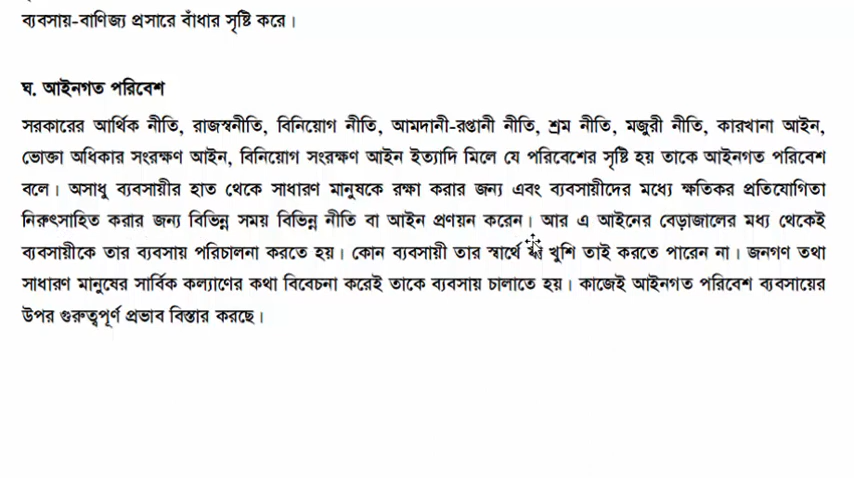 ব্যবসায়-বাণিজ্য প্রসারে বাঁধার সৃষ্টি করে।
ঘ. আইনগত পরিবেশ
সরকারের আর্থিক নীতি, রাজস্বনীতি, বিনিয়োগ নীতি, আমদানী-রপ্তানী নীতি, শ্রম নীতি, মজুরী নীতি, কারখানা আইন,
ভোক্তা অধিকার সংরক্ষণ আইন, বিনিয়োগ সংরক্ষণ আইন ইত্যাদি মিলে যে পরিবেশের সৃষ্টি হয় তাকে আইনগত পরিবেশ
বলে। অসাধু ব্যবসায়ীর হাত থেকে সাধারণ মানুষকে রক্ষা করার জন্য এবং ব্যবসায়ীদের মধ্যে ক্ষতিকর প্রতিযোগিতা
নিরুৎসাহিত করার জন্য বিভিন্ন সময় বিভিন্ন নীতি বা আইন প্রণয়ন করেন। আর এ আইনের বেড়াজালের মধ্য থেকেই
ব্যবসায়ীকে তার ব্যবসায় পরিচালনা করতে হয়। কোন ব্যবসায়ী তার স্বার্থে খুশি তাই করতে পারেন না। জনগণ তথা
সাধারণ মানুষের সার্বিক কল্যাণের কথা বিবেচনা করেই তাকে ব্যবসায় চালাতে হয়। কাজেই আইনগত পরিবেশ ব্যবসায়ের
উপর গুরুত্বপূর্ণ প্রভাব বিস্তার করছে।